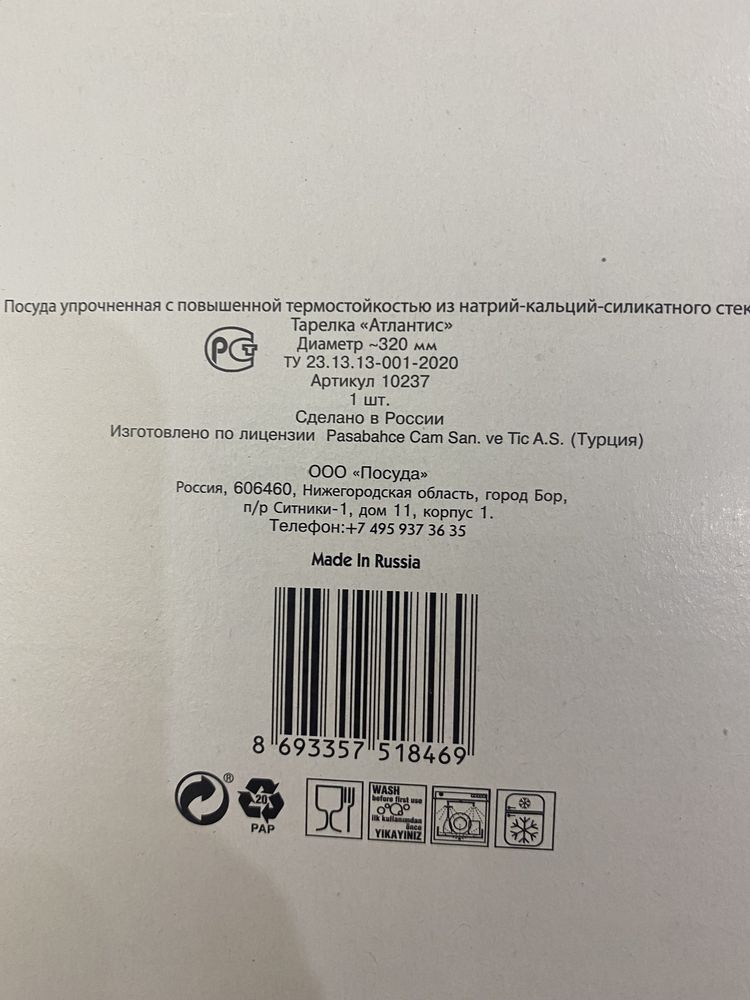 Посуда упрочненная с повышенной термостойкостью из натрий-кальций-силикатного стек
Тарелка «Атлантис»
Диаметр ~320 мм
РСТ
ТУ 23.13.13-001-2020
Артикул 10237
1 шт.
Сделано в России
Изготовлено по лицензии Pasabahce Cam San. ve Tic A.S. (Турция)
ООО «Посуда»
Россия, 606460, Нижегородская область, город Бор,
п/р Ситники-1, дом 11, корпус 1.
Телефон:+7 495 937 36 35
Made In Russia
8 693357 518469
®
20
PAP
WASH
before first use
ilk kullanımdan
önce
YIKAYINIZ